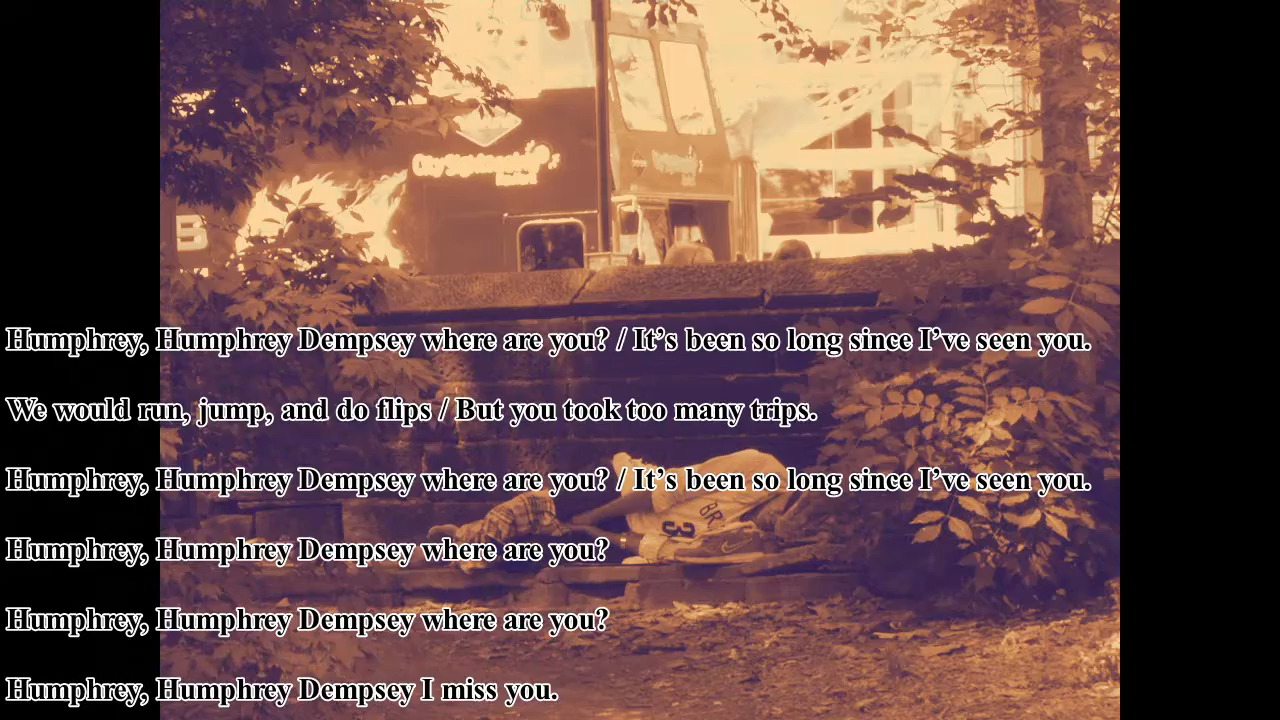 B
Humphrey, Humphrey Dempsey where are you? / It’s been so long since I’ve seen you.
We would run, jump, and do flips / But you took too many trips.
Humphrey, Humphrey Dempsey where are you? / It’s been so long since I’ve seen you.
BR
3
Humphrey, Humphrey Dempsey where are you?
Humphrey, Humphrey Dempsey where are you?
Humphrey, Humphrey Dempsey I miss you.